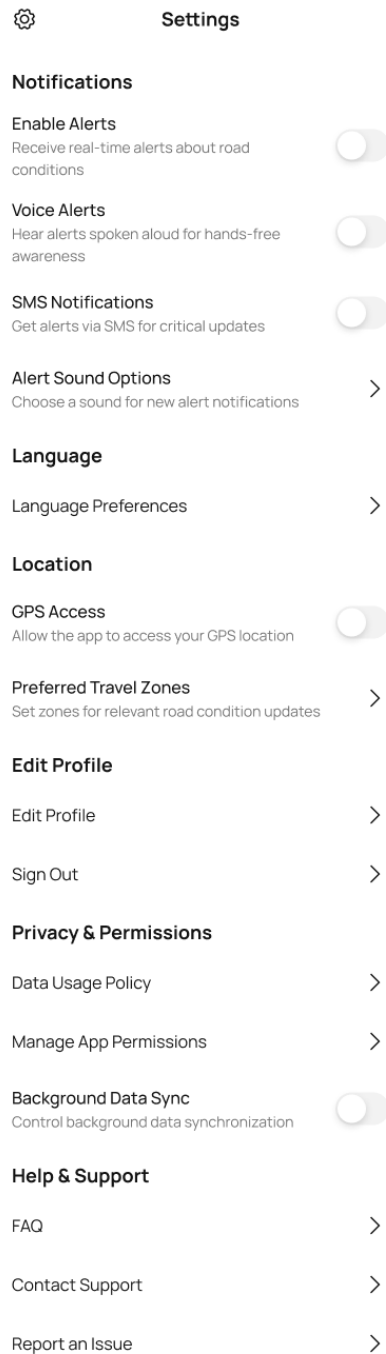 Settings
Notifications
Enable Alerts
Receive real-time alerts about road
conditions
Voice Alerts
Hear alerts spoken aloud for hands-free
awareness
SMS Notifications
Get alerts via SMS for critical updates
Alert Sound Options
Choose a sound for new alert notifications
Language
Language Preferences
Location
GPS Access
Allow the app to access your GPS location
Preferred Travel Zones
Set zones for relevant road condition updates
Edit Profile
Edit Profile
Sign Out
Privacy & Permissions
Data Usage Policy
Manage App Permissions
Background Data Sync
Control background data synchronization
Help & Support
FAQ
Contact Support
Report an Issue